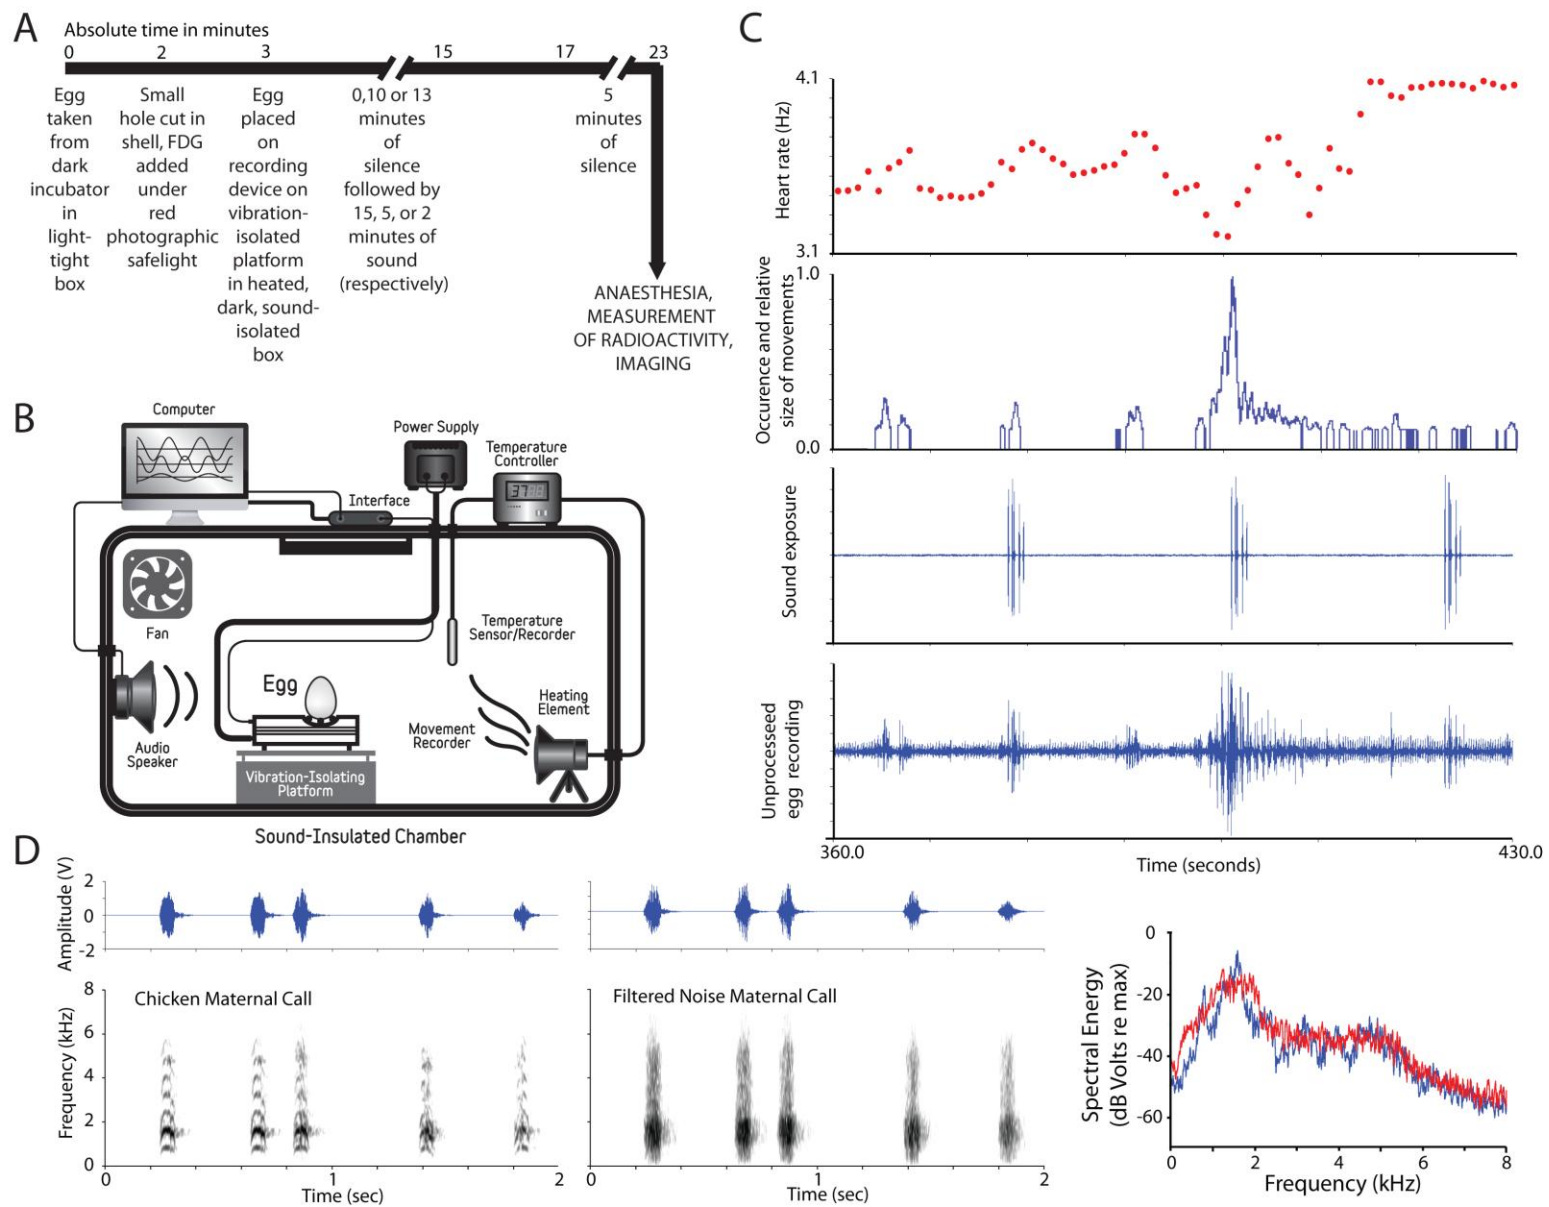 A
Absolute time in minutes
0 2 3 15 17 23
Egg
taken
from
dark
incubator
in
light-
tight
box
Small
hole cut in
shell, FDG
added
under
red
photographic
safelight
Egg
placed
on
recording
device on
vibration-
isolated
platform
in heated,
dark, sound-
isolated
box
0,10 or 13
minutes
of
silence
followed by
15, 5, or 2
minutes of
sound
(respectively)
5
minutes
of
silence
ANAESTHESIA,
MEASUREMENT
OF RADIOACTIVITY,
IMAGING
B
Computer
Power Supply
Temperature
Controller
37
Interface
Fan
Temperature
Sensor/Recorder
Egg
Heating
Element
Movement
Recorder
Audio
Speaker
Vibration-Isolating
Platform
Sound-Insulated Chamber
C
4.1
Heart rate (Hz)
3.1
1.0
Occurence and relative
size of movements
0.0
Sound exposure
Unprocesseed
egg recording
360.0
430.0
Time (seconds)
D
Amplitude (V)
2
0
-2
Frequency (kHz)
8
6
4
2
0
Chicken Maternal Call
0 1
Time (sec)
Filtered Noise Maternal Call
0 1 2
Time (sec)
Spectral Energy
(dB Volts re max)
0
-20
-40
-60
0 2 4 6 8
Frequency (kHz)